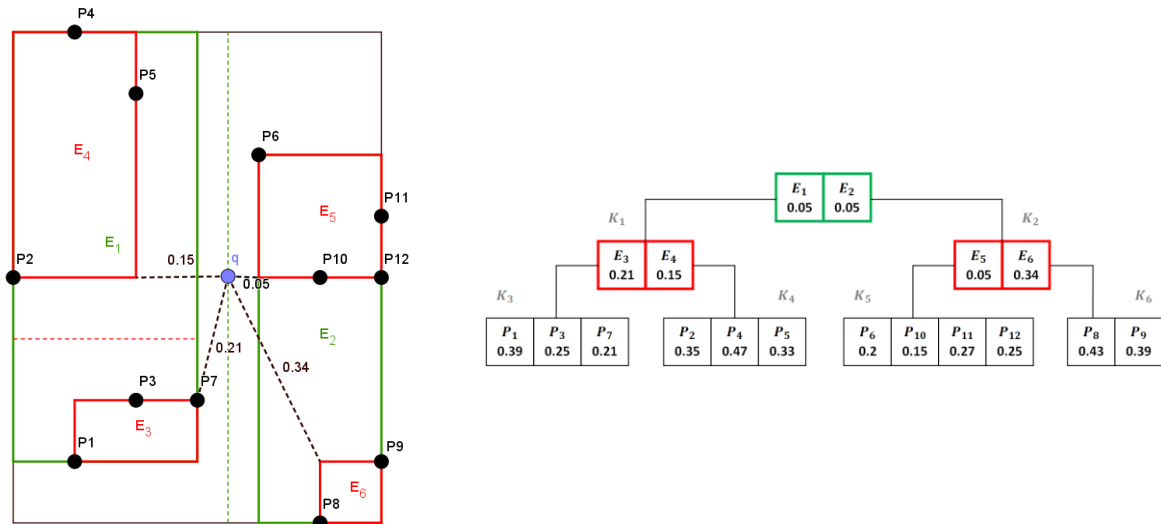 P4
P5
E4
P6
P11
E5
E1
P2
0.15
q
P10
P12
0.05
E2
0.21
0.34
P3
P7
E3
P1
P9
E6
P8
E1 E2
0.05 0.05
K1 K2
E3 E4 E5 E6
0.21 0.15 0.05 0.34
K3 K4 K5 K6
P1 P3 P7 P2 P4 P5 P6 P10 P11 P12 P8 P9
0.39 0.25 0.21 0.35 0.47 0.33 0.2 0.15 0.27 0.25 0.43 0.39